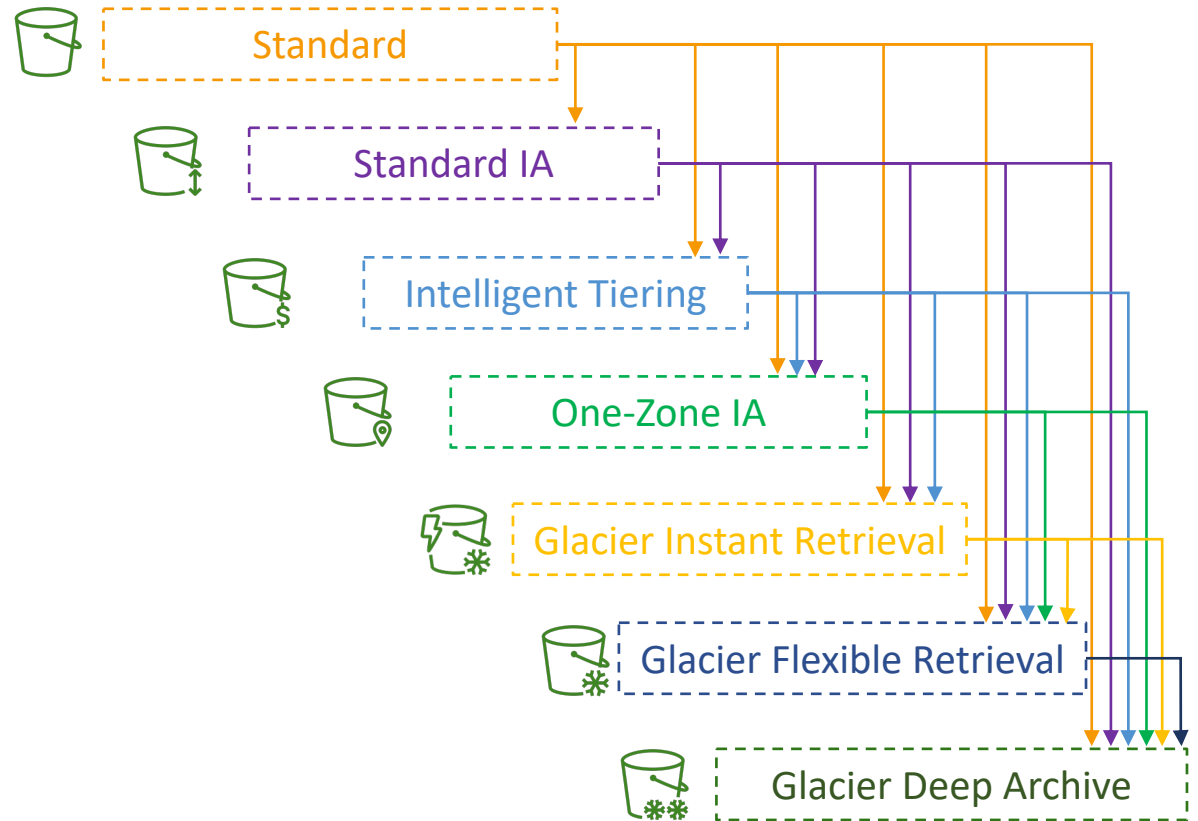 Standard
Standard IA
Intelligent Tiering
$
One-Zone IA
Glacier Instant Retrieval
Glacier Flexible Retrieval
Glacier Deep Archive